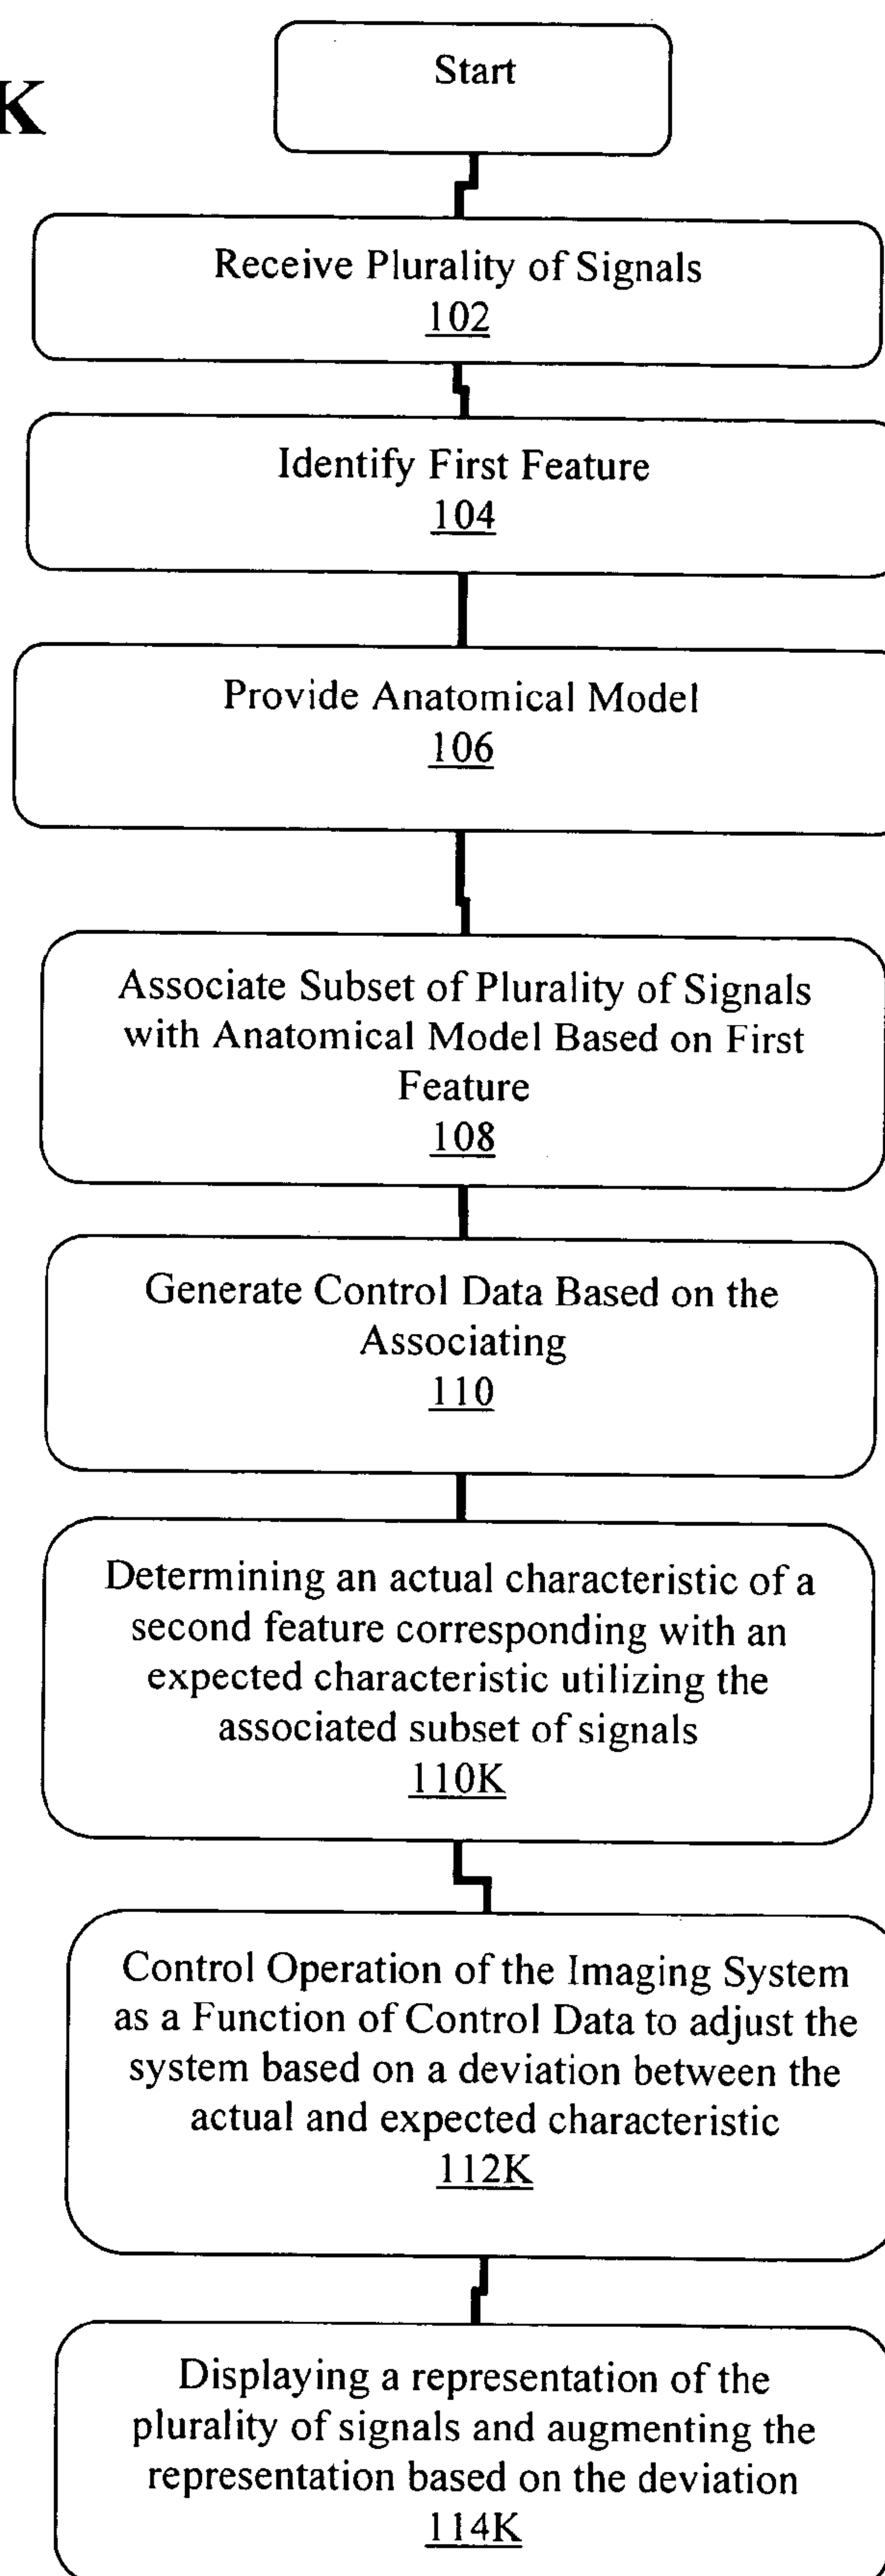 K
Start
Receive Plurality of Signals
102
Identify First Feature
104
Provide Anatomical Model
106
Associate Subset of Plurality of Signals
with Anatomical Model Based on First
Feature
108
Generate Control Data Based on the
Associating
110
Determining an actual characteristic of a
second feature corresponding with an
expected characteristic utilizing the
associated subset of signals
110K
Control Operation of the Imaging System
as a Function of Control Data to adjust the
system based on a deviation between the
actual and expected characteristic
112K
Displaying a representation of the
plurality of signals and augmenting the
representation based on the deviation
114K